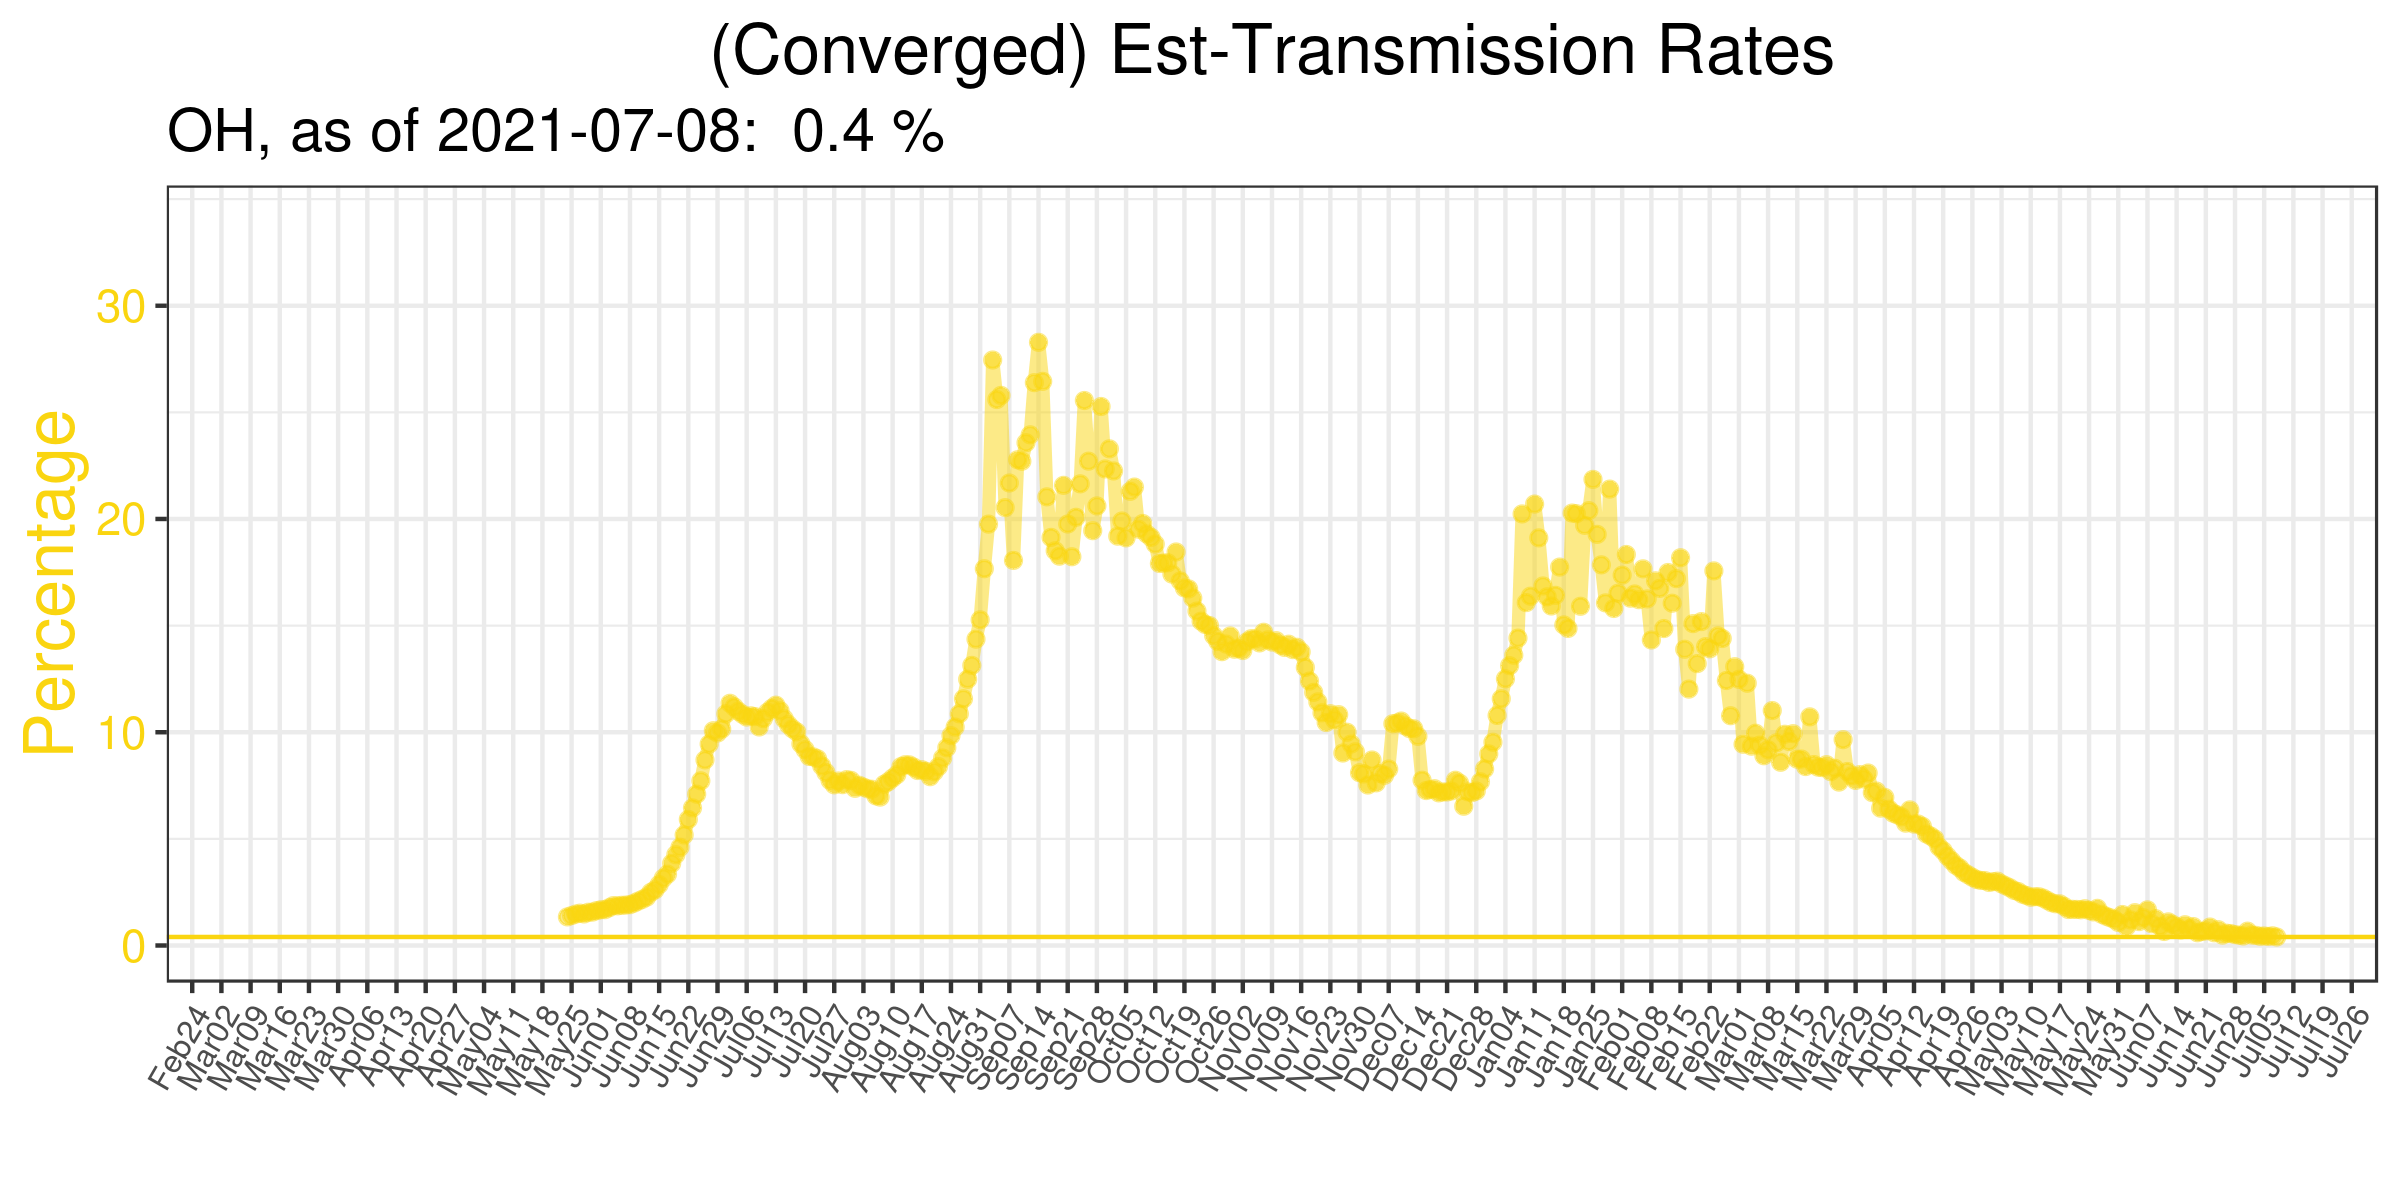 (Converged) Est-Transmission Rates
OH, as of 2021-07-08:  0.4 %
Percentage
30
20
10
0
Feb24
Mar02
Mar09
Mar16
Mar23
Mar30
Apr06
Apr13
Apr20
Apr27
May04
May11
May18
May25
Jun01
Jun08
Jun15
Jun22
Jun29
Jul06
Jul13
Jul20
Jul27
Aug03
Aug10
Aug17
Aug24
Aug31
Sep07
Sep14
Sep21
Sep28
Oct05
Oct12
Oct19
Oct26
Nov02
Nov09
Nov16
Nov23
Nov30
Dec07
Dec14
Dec21
Dec28
Jan04
Jan11
Jan18
Jan25
Feb01
Feb08
Feb15
Feb22
Mar01
Mar08
Mar15
Mar22
Mar29
Apr05
Apr12
Apr19
Apr26
May03
May10
May17
May24
May31
Jun07
Jun14
Jun21
Jun28
Jul05
Jul12
Jul19
Jul26